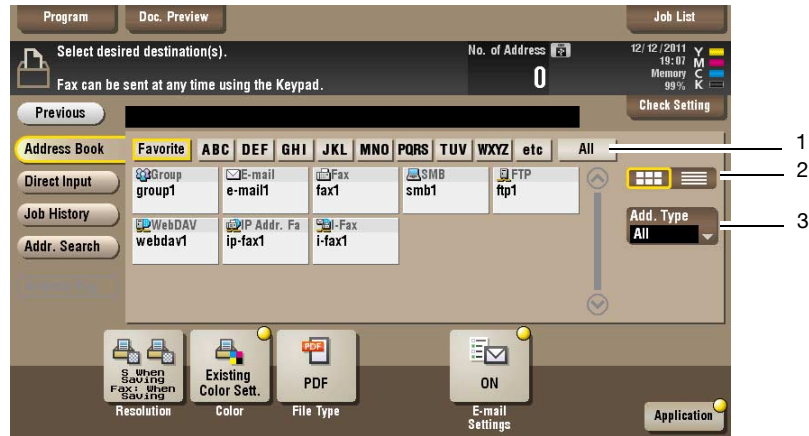 Program Doc. Preview Job List
Select desired destination(s).
Fax can be sent at any time using the Keypad.
No. of Address
0
12/12/2011
19:07
Memory
99%
Y
M
C
K
Previous
Check Setting
Address Book
Favorite ABC DEF GHI JKL MNO PQRS TUV WXYZ etc All
1
Direct Input
Job History
Addr. Search
Group E-mail Fax SMB FTP
group1 e-mail1 fax1 smb1 ftp1
WebDAV IP Addr. Fa I-Fax
webdav1 ip-fax1 i-fax1
2
Add. Type
All
3
S When
Saving
Fax: When
Saving
Resolution
Existing
Color Sett.
Color
PDF
PDF
File Type
ON
E-mail
Settings
Application